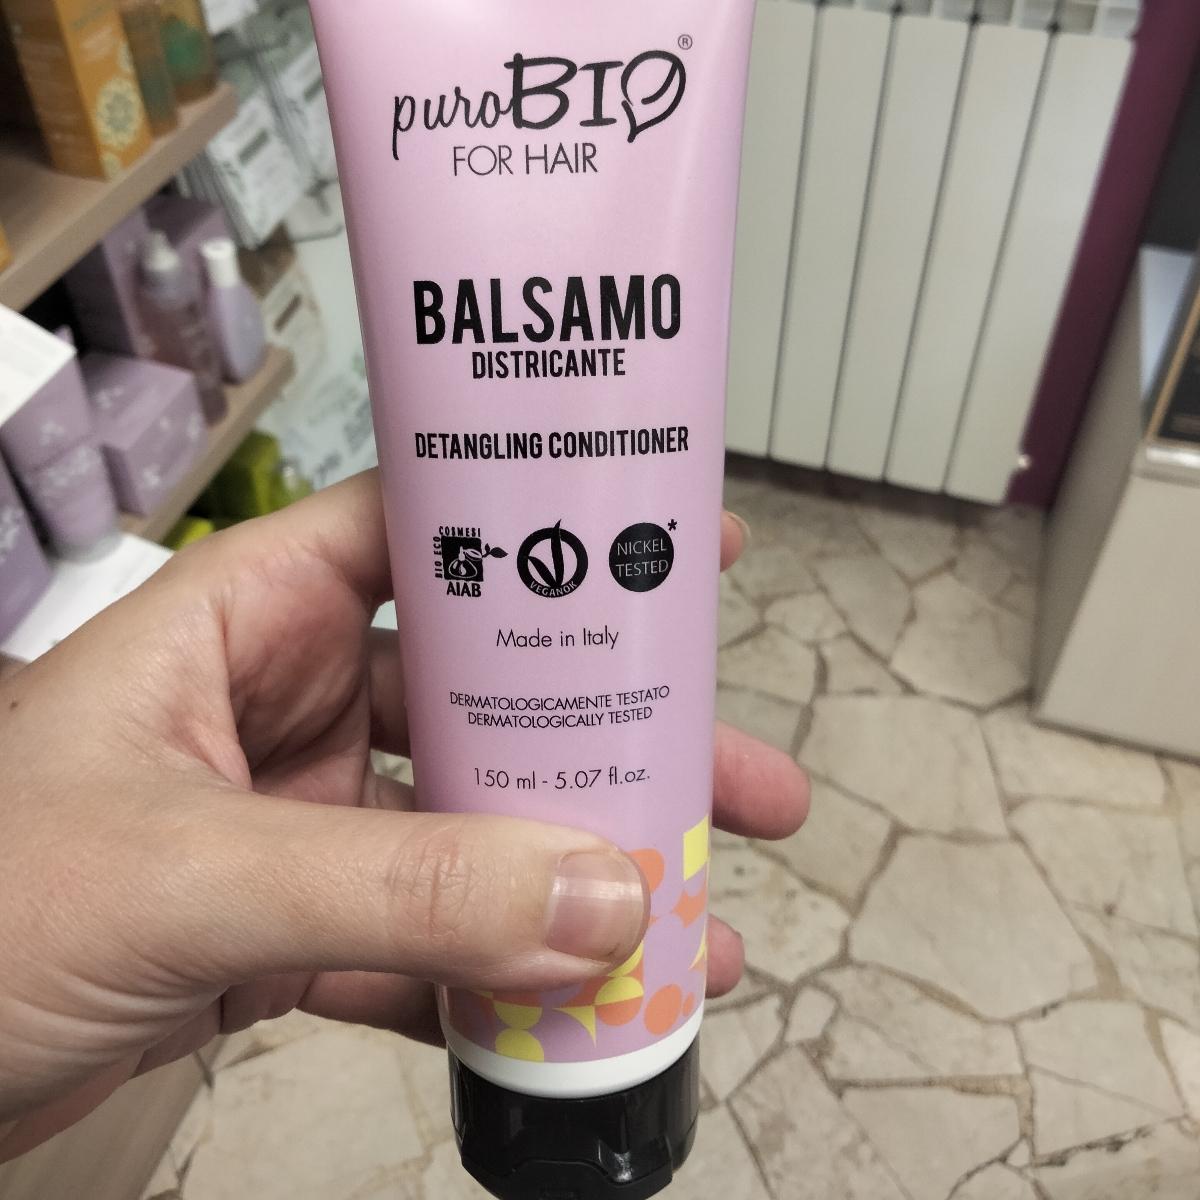 puroBIO®
FOR HAIR
BALSAMO
DISTRICANTE
DETANGLING CONDITIONER
COSMESI
BIO ECO
AIAB
VEGANOK
NICKEL
TESTED*
Made in Italy
DERMATOLOGICAMENTE TESTATO
DERMATOLOGICALLY TESTED
150 ml - 5.07 fl.oz.